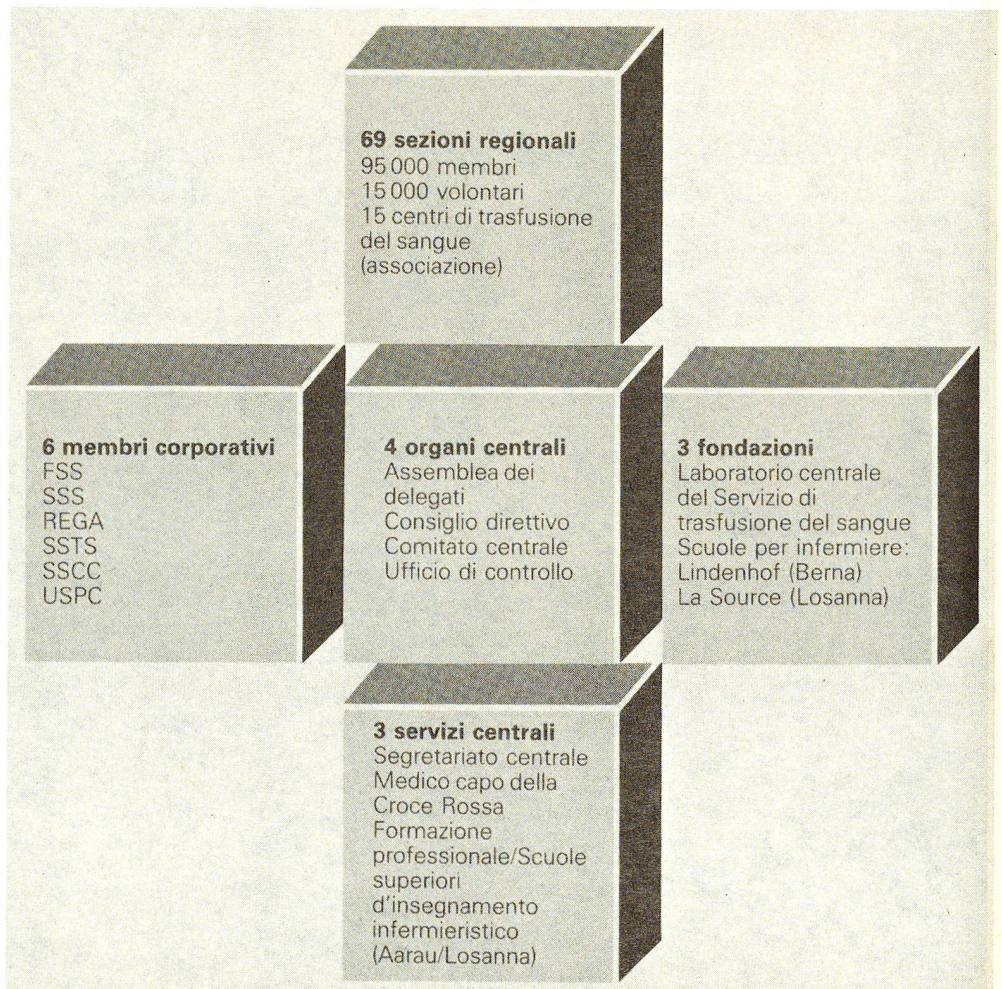 69 sezioni regionali
95 000 membri
15 000 volontari
15 centri di trasfusione
del sangue
(associazione)
6 membri corporativi
FSS
SSS
REGA
SSTS
SSCC
USPC
4 organi centrali
Assemblea dei
delegati
Consiglio direttivo
Comitato centrale
Ufficio di controllo
3 fondazioni
Laboratorio centrale
del Servizio di
trasfusione del sangue
Scuole per infermiere:
Lindenhof (Berna)
La Source (Losanna)
3 servizi centrali
Segretariato centrale
Medico capo della
Croce Rossa
Formazione
professionale/Scuole
superiori
d'insegnamento
infermieristico
(Aarau/Losanna)